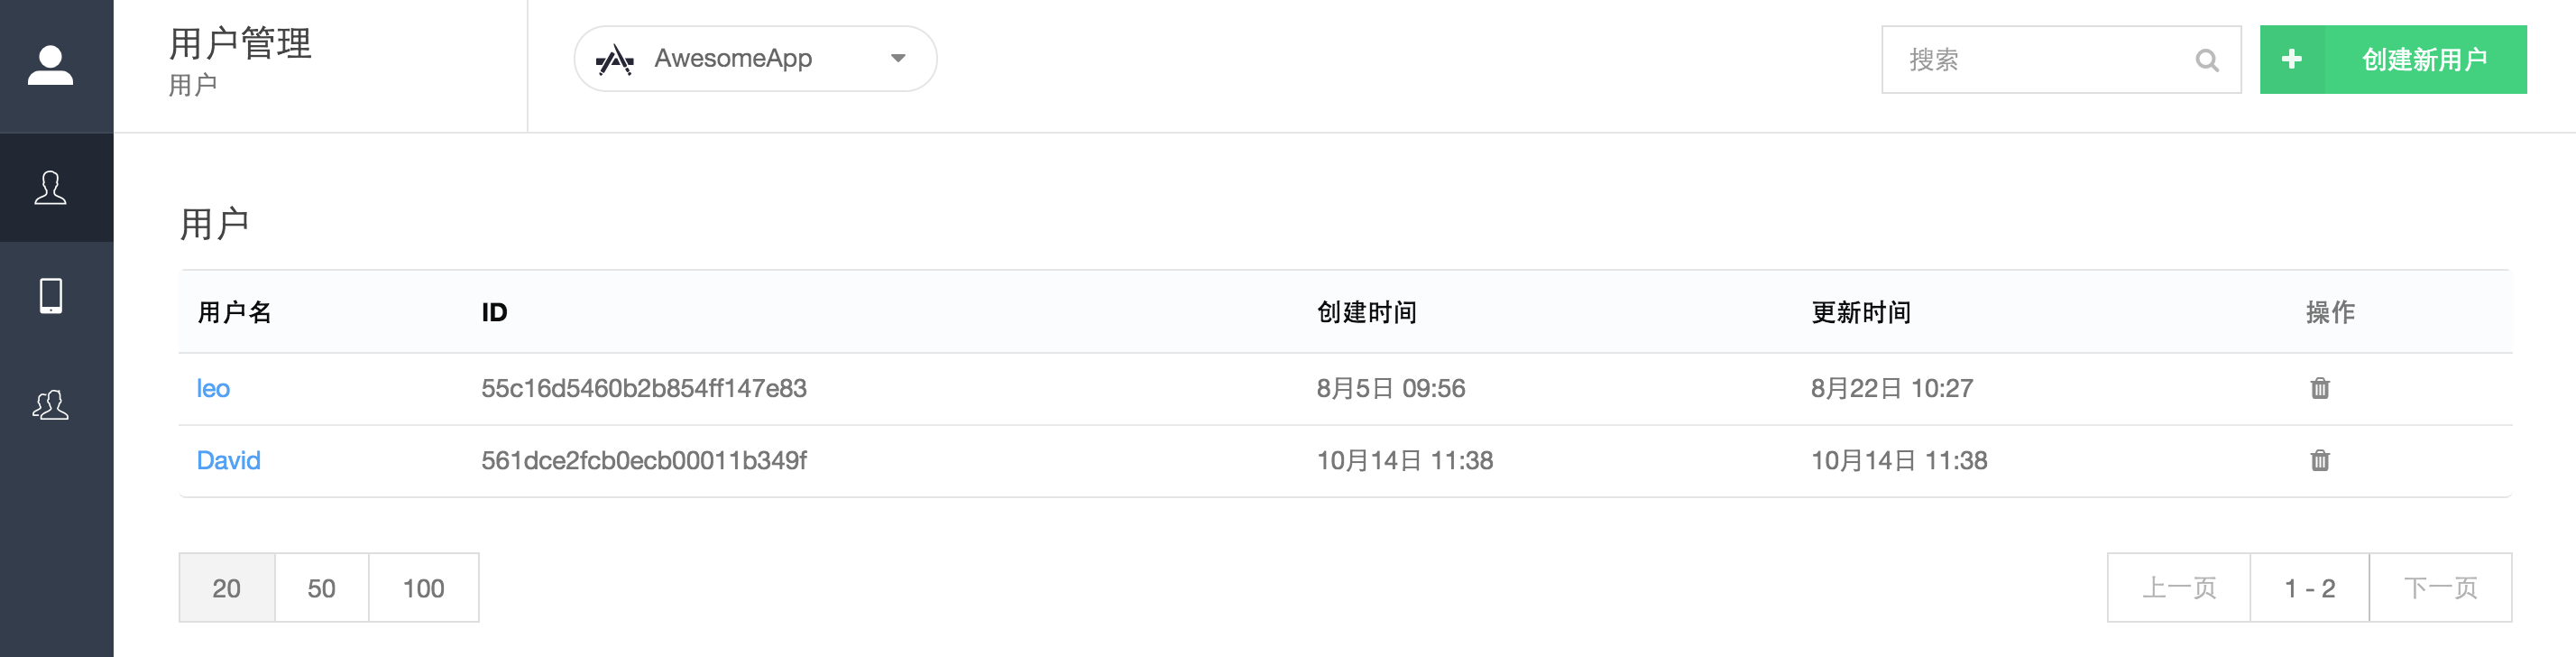 用户管理
用户
AwesomeApp
搜索
创建新用户
用户
用户名 ID 创建时间 更新时间 操作
leo 55c16d5460b2b854ff147e83 8月5日 09:56 8月22日 10:27
David 561dce2fcb0ecb00011b349f 10月14日 11:38 10月14日 11:38
20 50 100 上一页 1 - 2 下一页